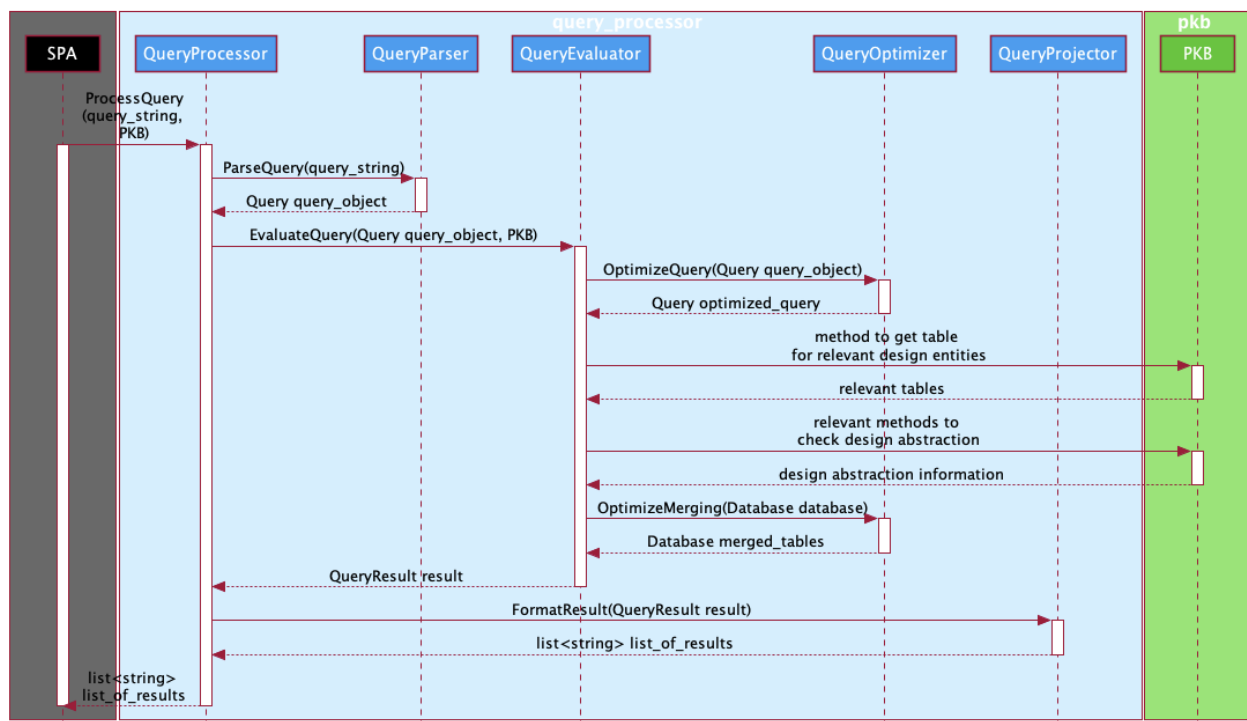 query_processor
pkb
SPA
QueryProcessor
QueryParser
QueryEvaluator
QueryOptimizer
QueryProjector
PKB
ProcessQuery
(query_string,
PKB)
ParseQuery(query_string)
Query query_object
EvaluateQuery(Query query_object, PKB)
OptimizeQuery(Query query_object)
Query optimized_query
method to get table
for relevant design entities
relevant tables
relevant methods to
check design abstraction
design abstraction information
OptimizeMerging(Database database)
Database merged_tables
QueryResult result
FormatResult(QueryResult result)
list<string> list_of_results
list<string>
list_of_results